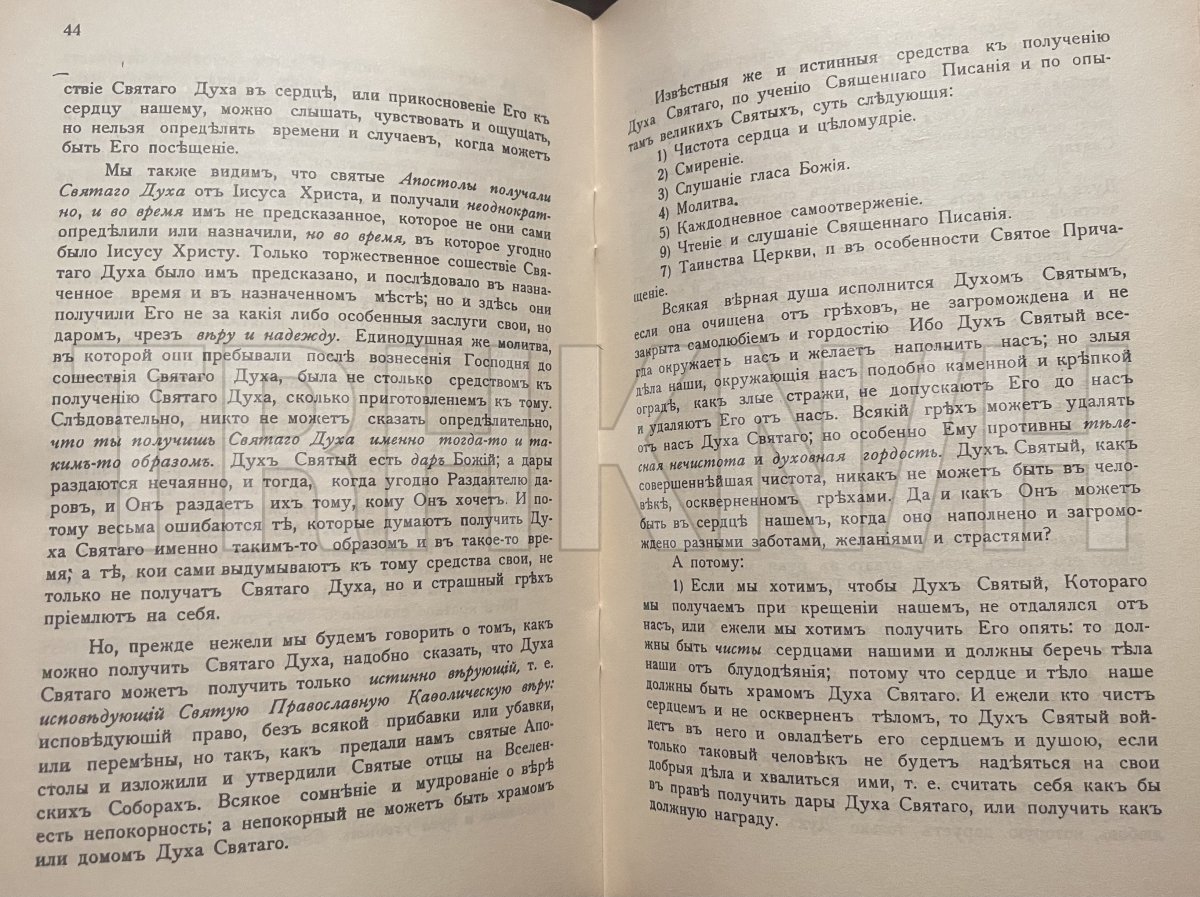 44
ствіе Святаго Духа въ сердцѣ, или прикосновеніе Его къ
сердцу нашему, можно слышать, чувствовать и ощущать,
но нельзя опредѣлить времени и случаевъ, когда можетъ
быть Его посѣщеніе.
Мы также видимъ, что святые Апостолы получали
Святаго Духа отъ Іисуса Христа, и получали неоднократ-
но, и во время имъ не предсказанное, которое не они сами
опредѣлили или назначили, но во время, въ которое угодно
было Іисусу Христу. Только торжественное сошествіе Свя-
таго Духа было имъ предсказано, и послѣдовало въ назна-
ченное время и въ назначенномъ мѣстѣ; но и здѣсь они
получили Его не за какія либо особенныя заслуги свои, но
даромъ, чрезъ вѣру и надежду. Единодушная же молитва,
въ которой они пребывали послѣ вознесенія Господня до
сошествія Святаго Духа, была не столько средствомъ къ
полученію Святаго Духа, сколько приготовленіемъ къ тому.
Слѣдовательно, никто не можетъ сказать опредѣлительно,
что ты получишь Святаго Духа именно тогда-то и та-
кимъ-то образомъ. Духъ Святый есть даръ Божій; а дары
раздаются нечаянно, и тогда, когда угодно Раздаятелю да-
ровъ, и Онъ раздаетъ ихъ тому, кому Онъ хочетъ. И по-
тому весьма ошибаются тѣ, которые думаютъ получить Ду-
ха Святаго именно такимъ-то образомъ и въ такое-то вре-
мя; а тѣ, кои сами выдумываютъ къ тому средства свои, не
только не получатъ Святаго Духа, но и страшный грѣхъ
пріемлютъ на себя.
Но, прежде нежели мы будемъ говорить о томъ, какъ
можно получить Святаго Духа, надобно сказать, что Духа
Святаго можетъ получить только истинно вѣрующій, т. е.
исповѣдующій Святую Православную Каѳолическую вѣру:
исповѣдующій право, безъ всякой прибавки или убавки,
или перемѣны, но такъ, какъ предали намъ святые Апо-
столы и изложили и утвердили Святые отцы на Вселен-
скихъ Соборахъ. Всякое сомнѣніе и мудрованіе о вѣрѣ
есть непокорность; а непокорный не можетъ быть храмомъ
или домомъ Духа Святаго.
Извѣстныя же и истинныя средства къ полученію
Духа Святаго, по ученію Священнаго Писанія и по опы-
тамъ великихъ Святыхъ, суть слѣдующія:
1) Чистота сердца и цѣломудріе.
2) Смиреніе.
3) Слушаніе гласа Божія.
4) Молитва.
5) Каждодневное самоотверженіе.
9) Чтеніе и слушаніе Священнаго Писанія.
7) Таинства Церкви, п въ особенности Святое Прича-
щеніе.
Всякая вѣрная душа исполнится Духомъ Святымъ,
если она очищена отъ грѣховъ, не загромождена и не
закрыта самолюбіемъ и гордостію Ибо Духъ Святый все-
гда окружаетъ насъ и желаетъ наполнить насъ; но злыя
дѣла наши, окружающія насъ подобно каменной и крѣпкой
оградѣ, какъ злые стражи, не допускаютъ Его до насъ
и удаляютъ Его отъ насъ. Всякій грѣхъ можетъ удалять
отъ насъ Духа Святаго; но особенно Ему противны тѣле-
сная нечистота и духовная гордость. Духъ Святый, какъ
совершеннѣйшая чистота, никакъ не можетъ быть въ чело-
вѣкѣ, оскверненномъ грѣхами. Да и какъ Онъ можетъ
быть въ сердцѣ нашемъ, когда оно наполнено и загромо-
ждено разными заботами, желаніями и страстями?
А потому:
1) Если мы хотимъ, чтобы Духъ Святый, Котораго
мы получаемъ при крещеніи нашемъ, не отдалялся отъ
насъ, или ежели мы хотимъ получить Его опять: то дол-
жны быть чисты сердцами нашими и должны беречь тѣла
наши отъ блудодѣянія; потому что сердце и тѣло наше
должны быть храмомъ Духа Святаго. И ежели кто чистъ
сердцемъ и не оскверненъ тѣломъ, то Духъ Святый вой-
детъ въ него и овладѣетъ его сердцемъ и душою, если
только таковый человѣкъ не будетъ надѣяться на свои
добрыя дѣла и хвалиться ими, т. е. считать себя какъ бы
въ правѣ получить дары Духа Святаго, или получить какъ
должную награду.